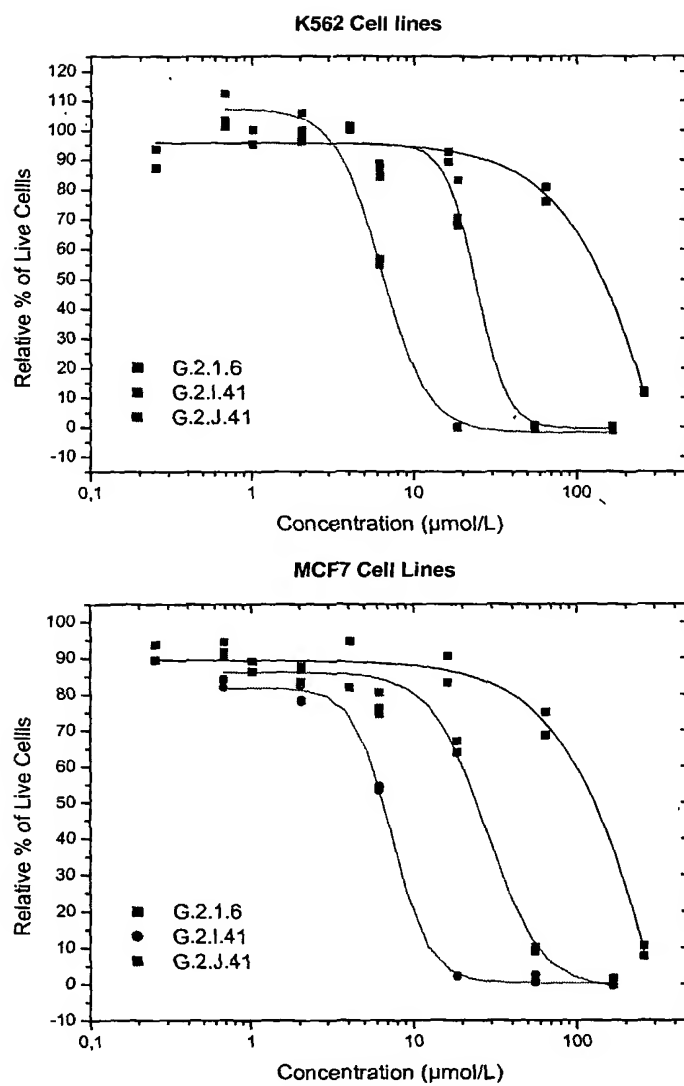 K562 Cell lines
Relative % of Live Cellls
120
110
100
90
80
70
60
50
40
30
20
10
0
-10
G.2.1.6
G.2.I.41
G.2.J.41
0,1
1
10
100
Concentration (µmol/L)
MCF7 Cell Lines
Relative % of Live Cellls
100
90
80
70
60
50
40
30
20
10
0
-10
G.2.1.6
G.2.I.41
G.2.J.41
0,1
1
10
100
Concentration (µmol/L)